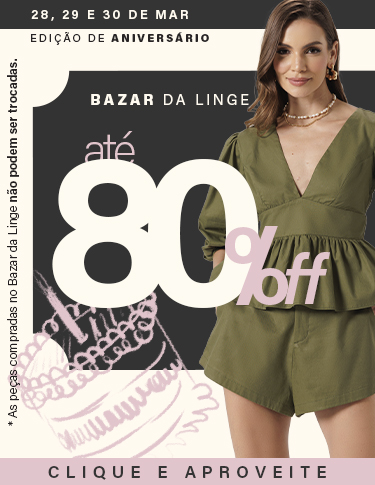 28, 29 E 30 DE MAR
EDIÇÃO DE ANIVERSÁRIO
BAZAR DA LINGE
até
80%off
* As peças compradas no Bazar da Linge não podem ser trocadas.
CLIQUE E APROVEITE